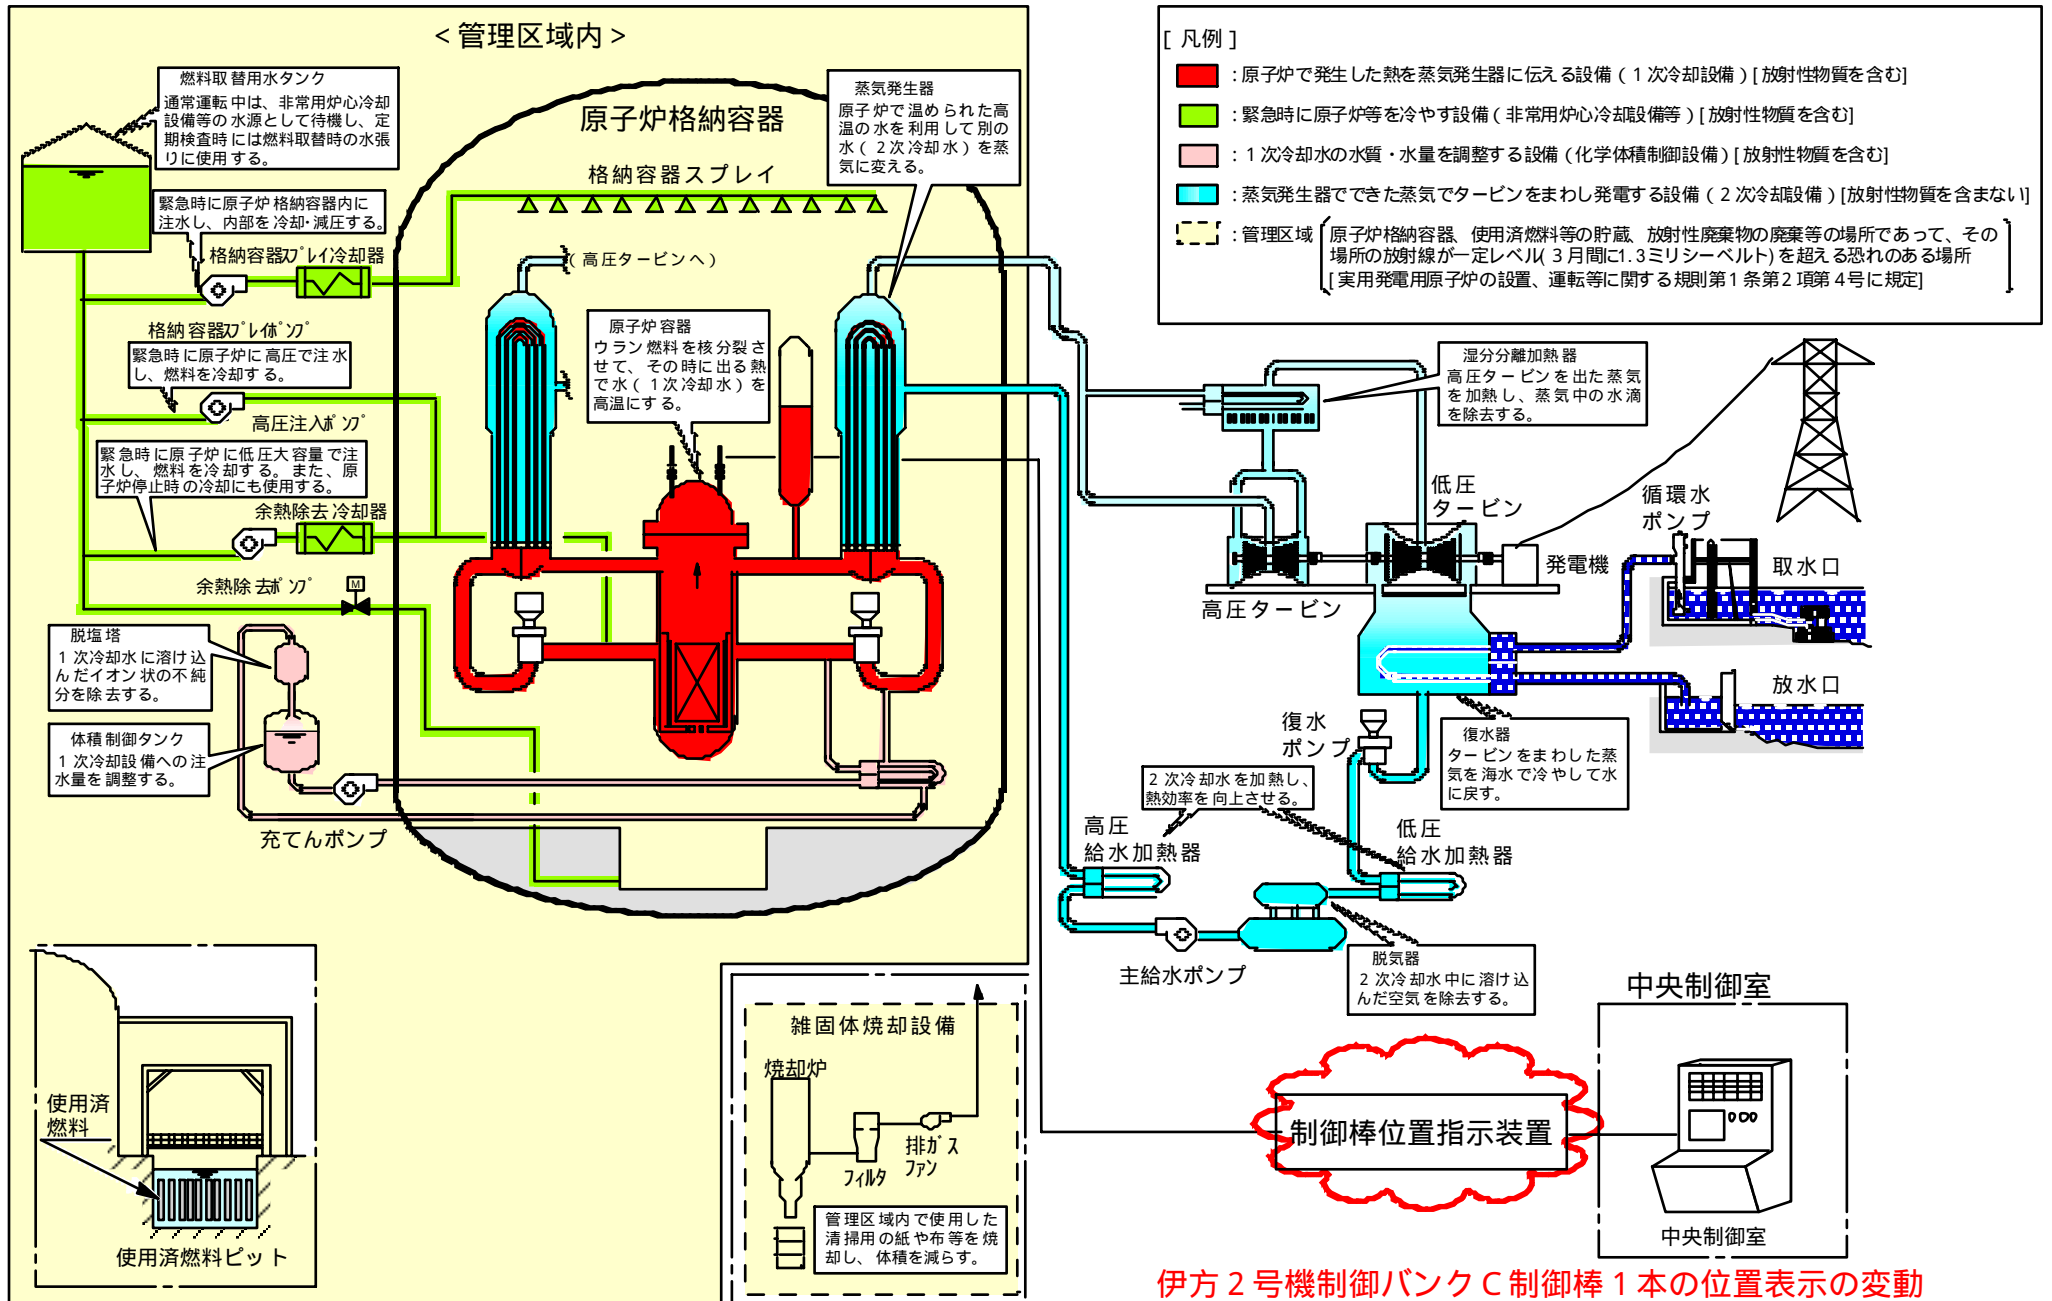 ＜管理区域内＞
燃料取替用水タンク
通常運転中は、非常用炉心冷却
設備等の水源として待機し、定
期検査時には燃料取替時の水張
りに使用する。
緊急時に原子炉格納容器内に
注水し、内部を冷却・減圧する。
格納容器ｽﾌﾟﾚｲ冷却器
格納容器ｽﾌﾟﾚｲﾎﾟﾝﾌﾟ
緊急時に原子炉に高圧で注水
し、燃料を冷却する。
高圧注入ﾎﾟﾝﾌﾟ
緊急時に原子炉に低圧大容量で注
水し、燃料を冷却する。また、原
子炉停止時の冷却にも使用する。
余熱除去冷却器
余熱除去ﾎﾟﾝﾌﾟ
M
脱塩塔
１次冷却水に溶け込
んだイオン状の不純
分を除去する。
体積制御タンク
１次冷却設備への注
水量を調整する。
充てんポンプ
原子炉格納容器
格納容器スプレイ
（高圧タービンへ）
蒸気発生器
原子炉で温められた高
温の水を利用して別の
水（２次冷却水）を蒸
気に変える。
原子炉容器
ウラン燃料を核分裂さ
せて、その時に出る熱
で水（１次冷却水）を
高温にする。
[ 凡例 ]
：原子炉で発生した熱を蒸気発生器に伝える設備（１次冷却設備）[放射性物質を含む]
：緊急時に原子炉等を冷やす設備（非常用炉心冷却設備等）[放射性物質を含む]
：１次冷却水の水質・水量を調整する設備（化学体積制御設備）[放射性物質を含む]
：蒸気発生器でできた蒸気でタービンをまわし発電する設備（２次冷却設備）[放射性物質を含まない]
：管理区域
原子炉格納容器、使用済燃料等の貯蔵、放射性廃棄物の廃棄等の場所であって、その
場所の放射線が一定レベル(３月間に1.3ミリシーベルト)を超える恐れのある場所
[実用発電用原子炉の設置、運転等に関する規則第１条第２項第４号に規定]
湿分分離加熱器
高圧タービンを出た蒸気
を加熱し、蒸気中の水滴
を除去する。
低圧
タービン
高圧タービン
発電機
循環水
ポンプ
取水口
放水口
復水
ポンプ
復水器
タービンをまわした蒸
気を海水で冷やして水
に戻す。
２次冷却水を加熱し、
熱効率を向上させる。
高圧
給水加熱器
低圧
給水加熱器
主給水ポンプ
脱気器
２次冷却水中に溶け込
んだ空気を除去する。
使用済
燃料
使用済燃料ピット
雑固体焼却設備
焼却炉
フィルタ
排ガス
ファン
管理区域内で使用した
清掃用の紙や布等を焼
却し、体積を減らす。
制御棒位置指示装置
中央制御室
中央制御室
伊方２号機制御バンクＣ制御棒１本の位置表示の変動